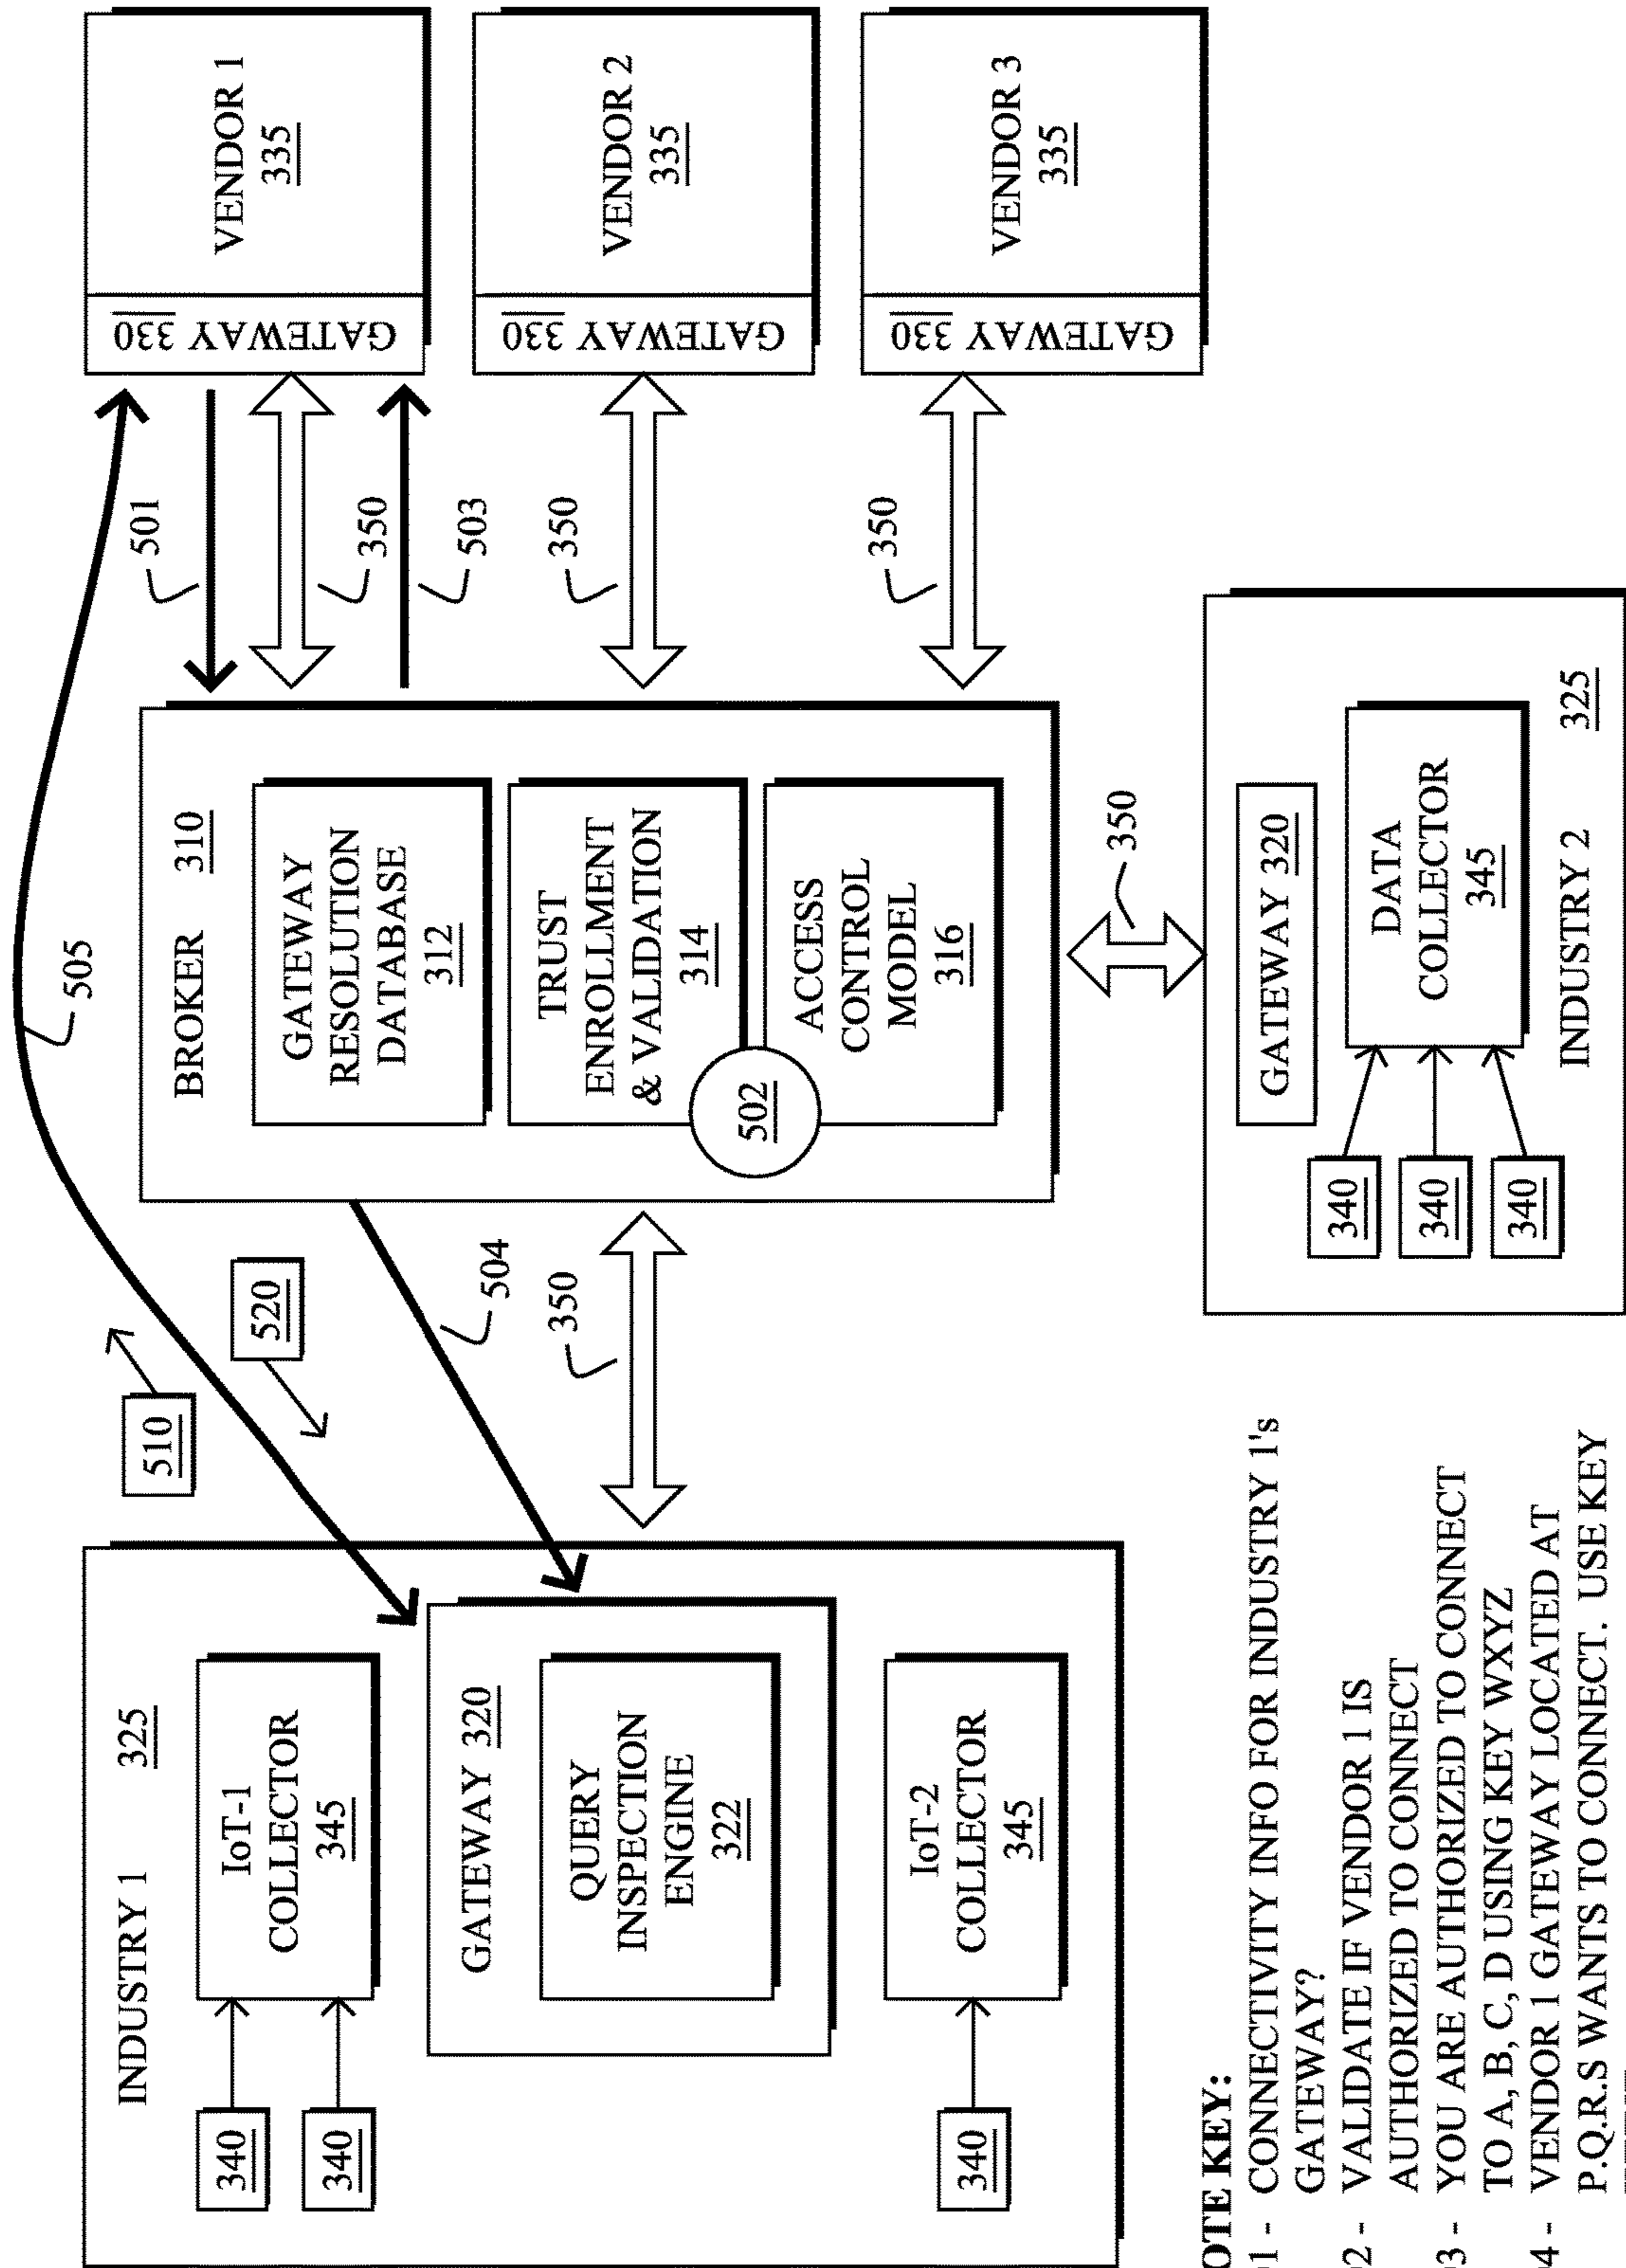 505
INDUSTRY 1 325
IoT-1
COLLECTOR
345
340
340
GATEWAY 320
QUERY
INSPECTION
ENGINE
322
IoT-2
COLLECTOR
345
340
510
520
504
350
BROKER 310
GATEWAY
RESOLUTION
DATABASE
312
TRUST
ENROLLMENT
& VALIDATION
314
502
ACCESS
CONTROL
MODEL
316
501
350
503
350
350
GATEWAY 330
VENDOR 1
335
GATEWAY 330
VENDOR 2
335
GATEWAY 330
VENDOR 3
335
350
GATEWAY 320
340
340
340
DATA
COLLECTOR
345
INDUSTRY 2 325
OTE KEY:
01 - CONNECTIVITY INFO FOR INDUSTRY 1's
GATEWAY?
02 - VALIDATE IF VENDOR 1 IS
AUTHORIZED TO CONNECT
03 - YOU ARE AUTHORIZED TO CONNECT
TO A, B, C, D USING KEY WXYZ
04 - VENDOR 1 GATEWAY LOCATED AT
P.Q.R.S WANTS TO CONNECT. USE KEY